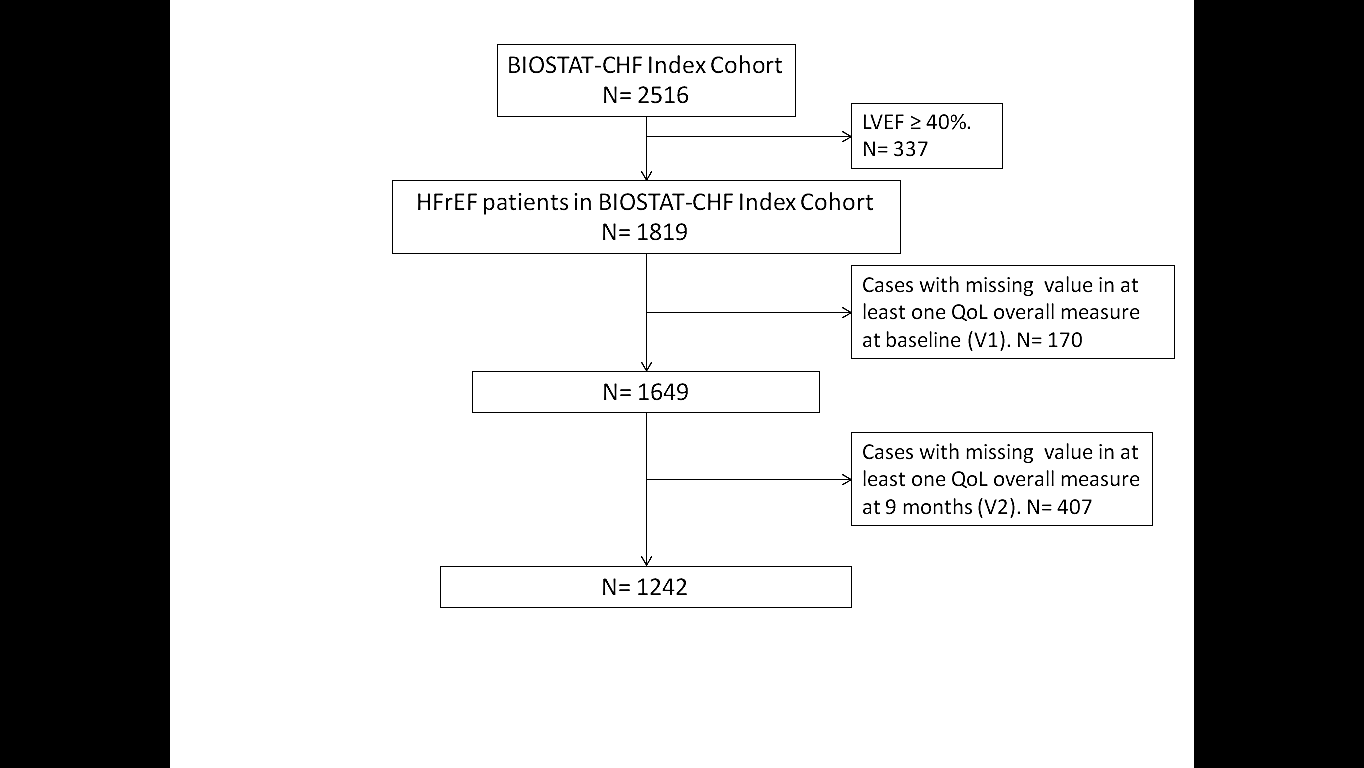 BIOSTAT-CHF Index Cohort
N= 2516
LVEF ≥ 40%.
N= 337
HFrEF patients in BIOSTAT-CHF Index Cohort
N= 1819
Cases with missing  value in at
least one QoL overall measure
at baseline (V1). N= 170
N= 1649
Cases with missing  value in at
least one QoL overall measure
at 9 months (V2). N= 407
N= 1242